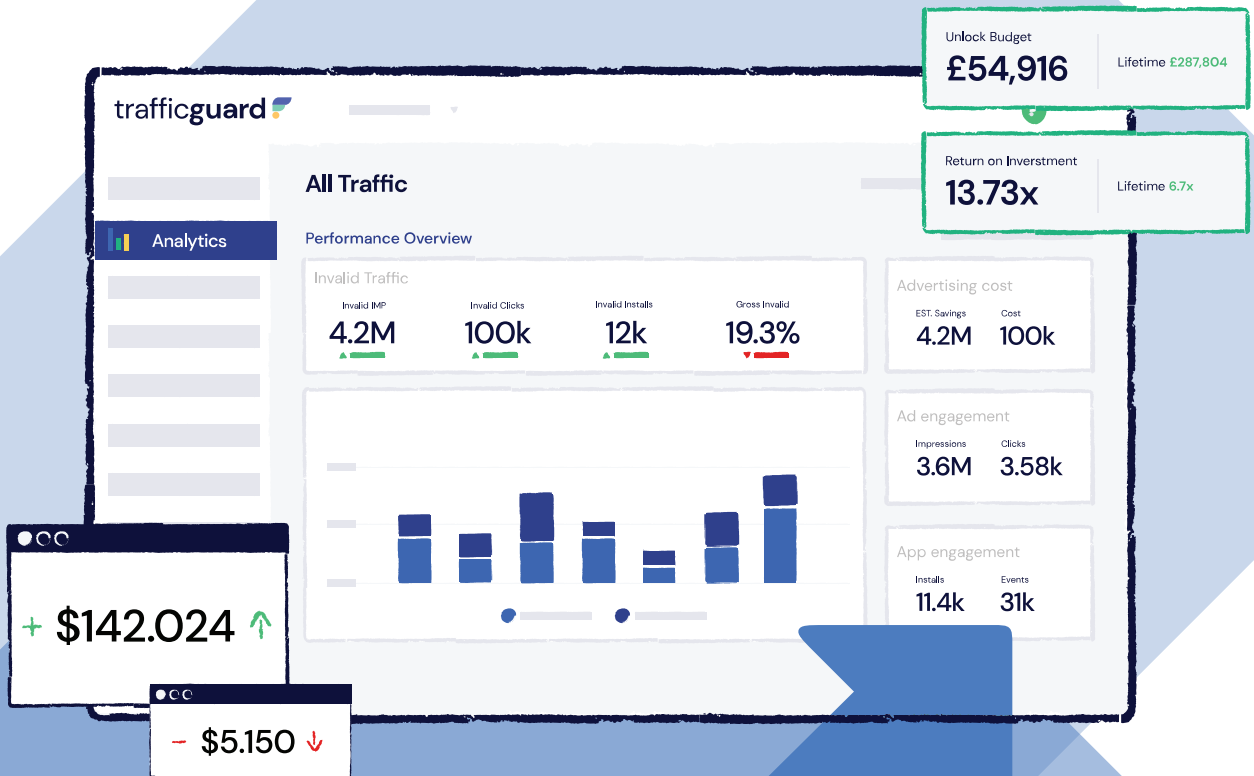 Unlock Budget
£54,916
Lifetime £287,804
trafficguard
Return on Inverstment
13.73x
Lifetime 6.7x
All Traffic
Analytics
Performance Overview
Invalid Traffic
Invalid IMP
4.2M
Invalid Clicks
100k
Invalid Installs
12k
Gross Invalid
19.3%
Advertising cost
EST. Savings
4.2M
Cost
100k
Ad engagement
Impressions
3.6M
Clicks
3.58k
App engagement
Installs
11.4k
Events
31k
+ $142.024
- $5.150